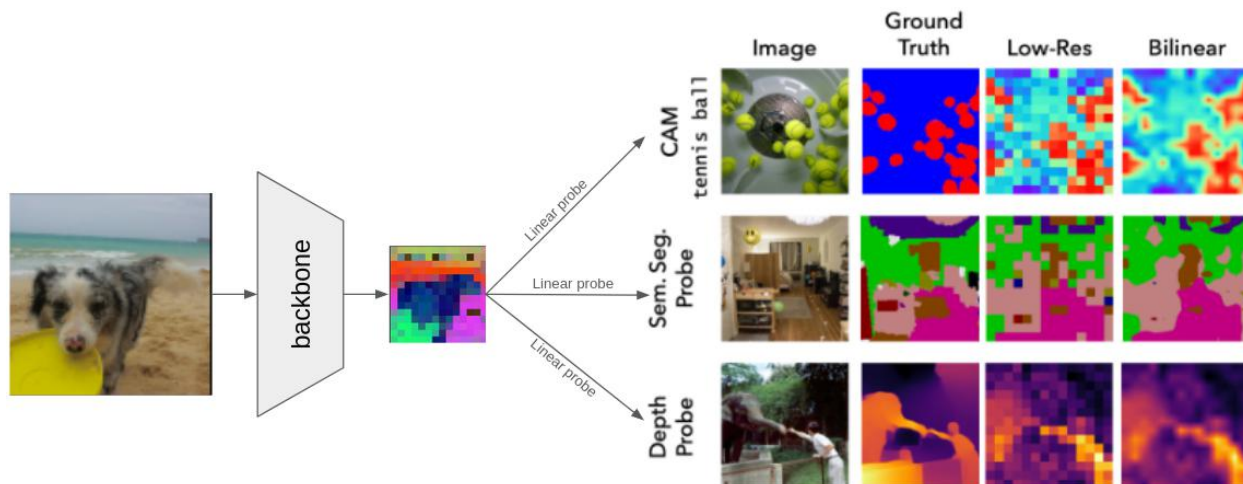 backbone
Linear probe
Linear probe
Linear probe
Image
Ground
Truth
Low-Res
Bilinear
CAM
tennis ball
Sem. Seg.
Probe
Depth
Probe